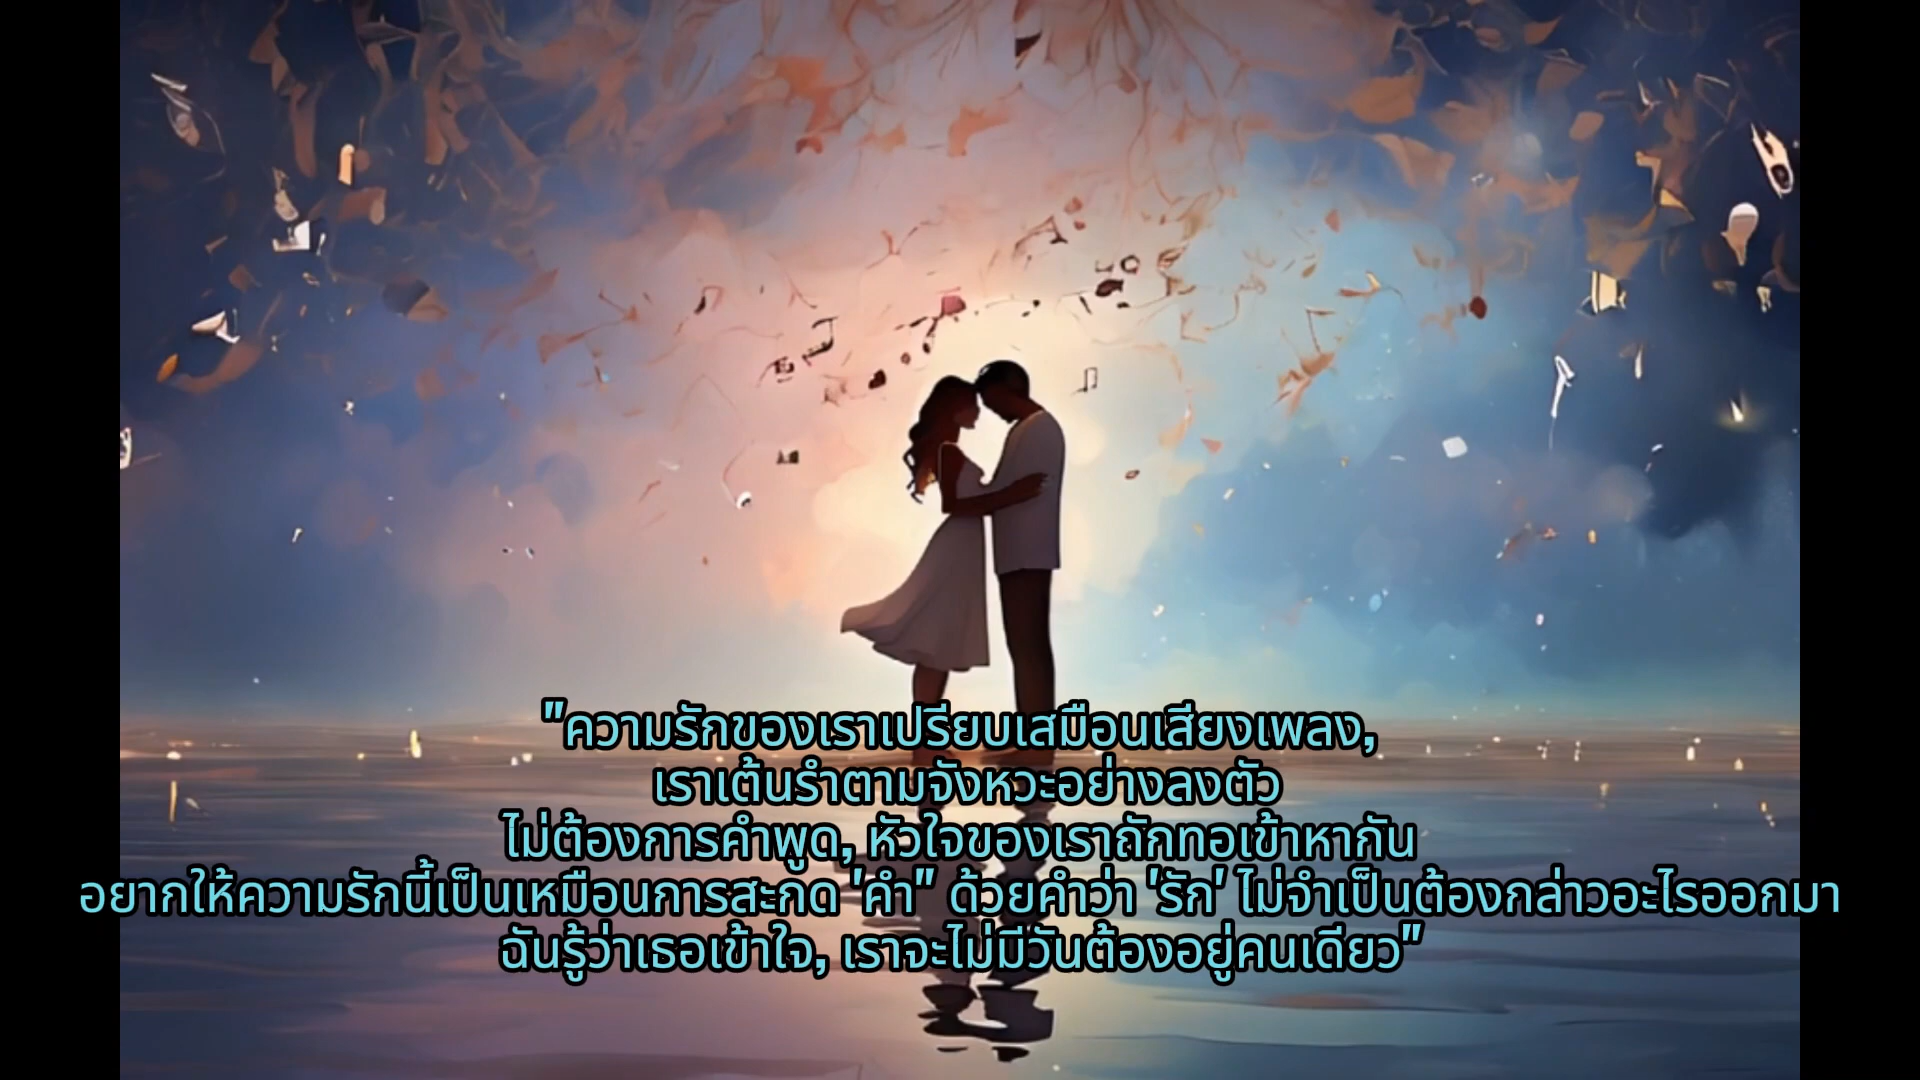 "ความรักของเราเปรียบเสมือนเสียงเพลง,
เราเต้นรำตามจังหวะอย่างลงตัว
ไม่ต้องการคำพูด, หัวใจของเราถักทอเข้าหากัน
อยากให้ความรักนี้เป็นเหมือนการสะกด 'คำ" ด้วยคำว่า 'รัก' ไม่จำเป็นต้องกล่าวอะไรออกมา
ฉันรู้ว่าเธอเข้าใจ, เราจะไม่มีวันต้องอยู่คนเดียว"